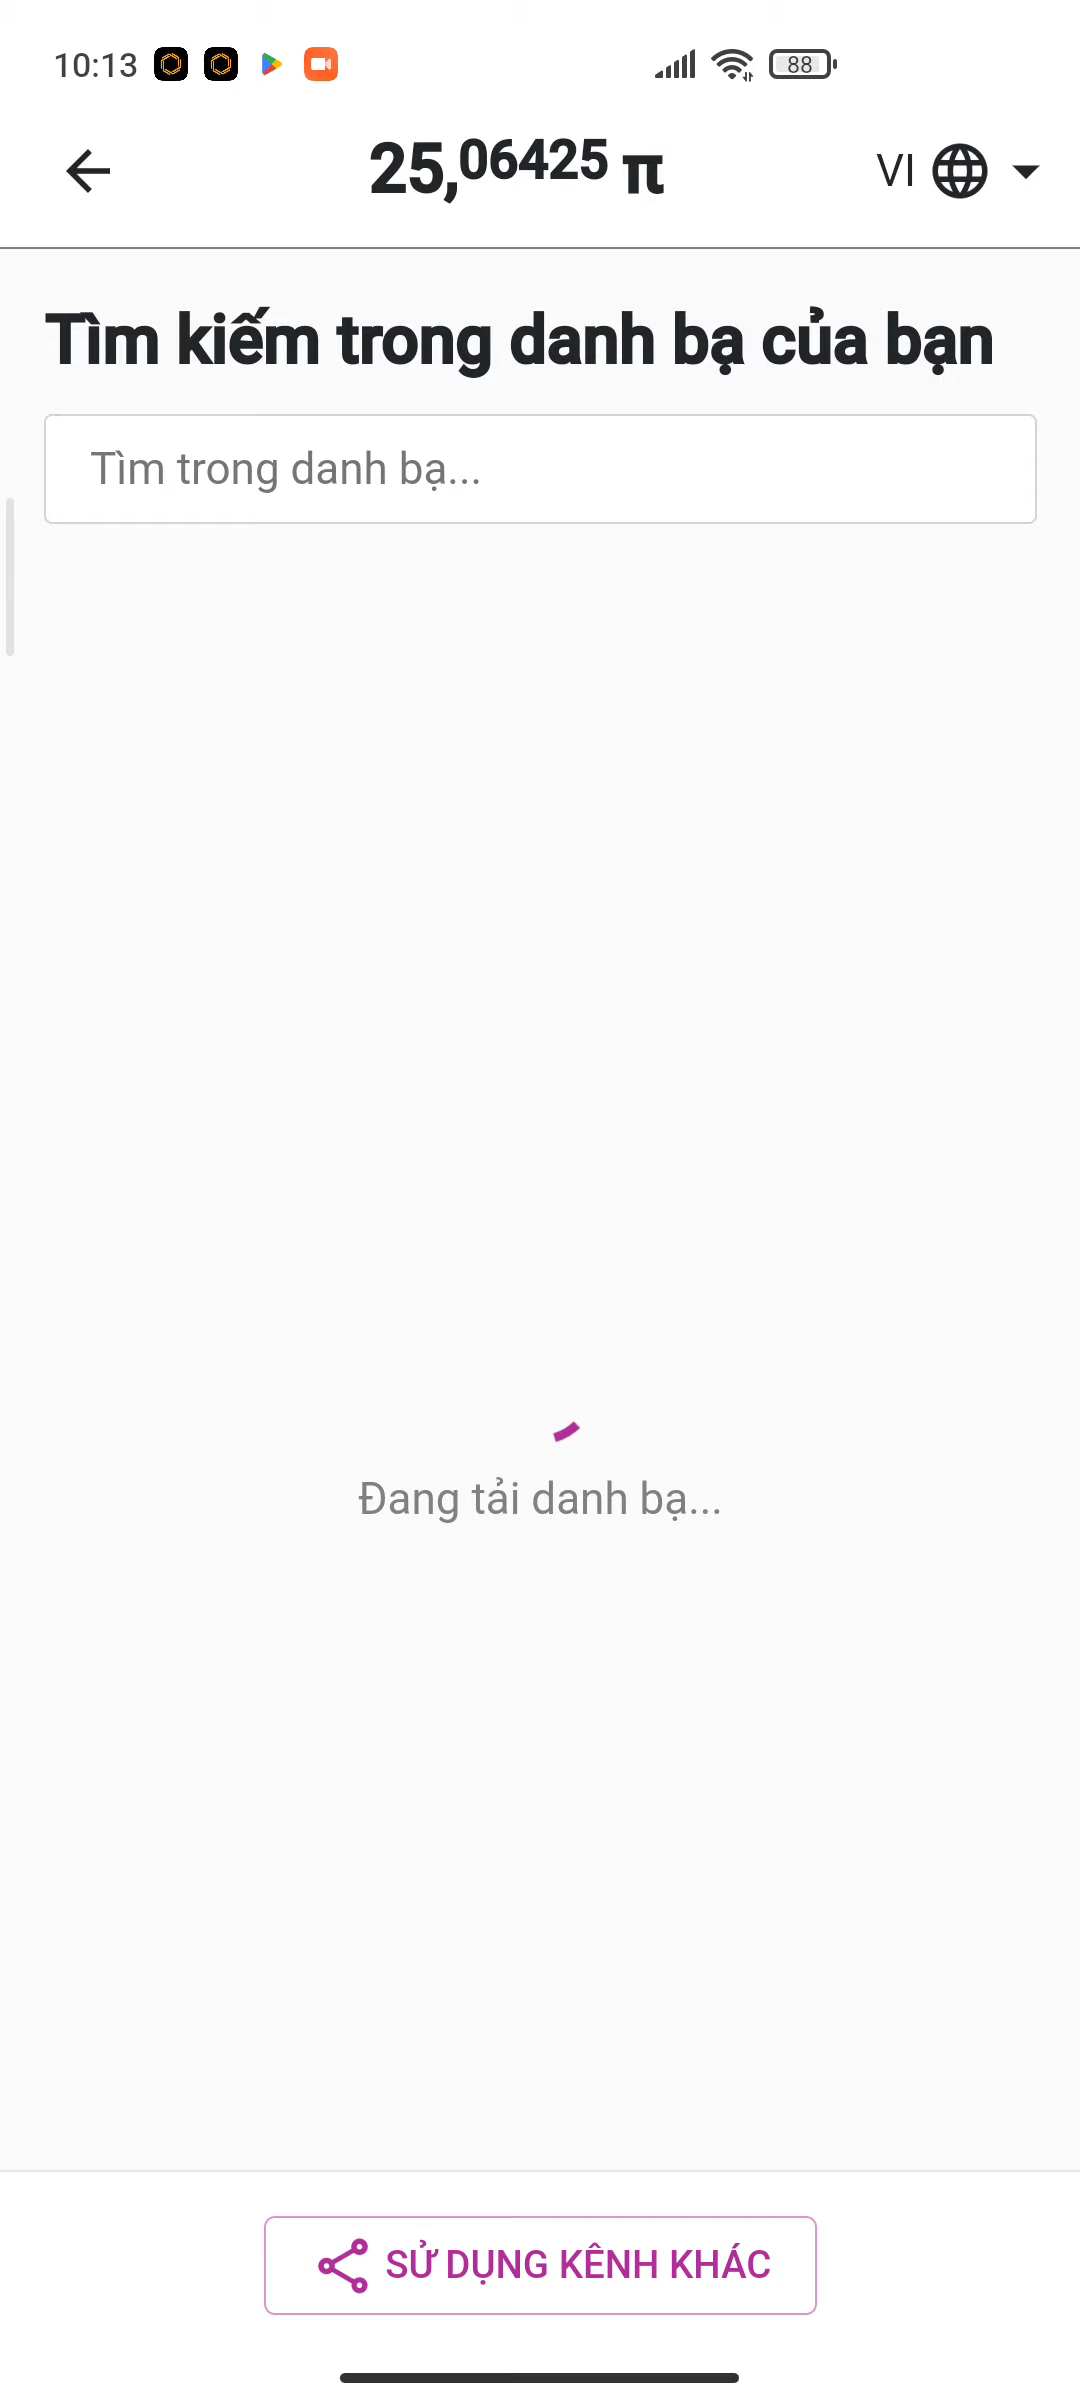 10:13
88
25,06425 π
VI
Tìm kiếm trong danh bạ của bạn
Tìm trong danh bạ...
Đang tải danh bạ...
SỬ DỤNG KÊNH KHÁC